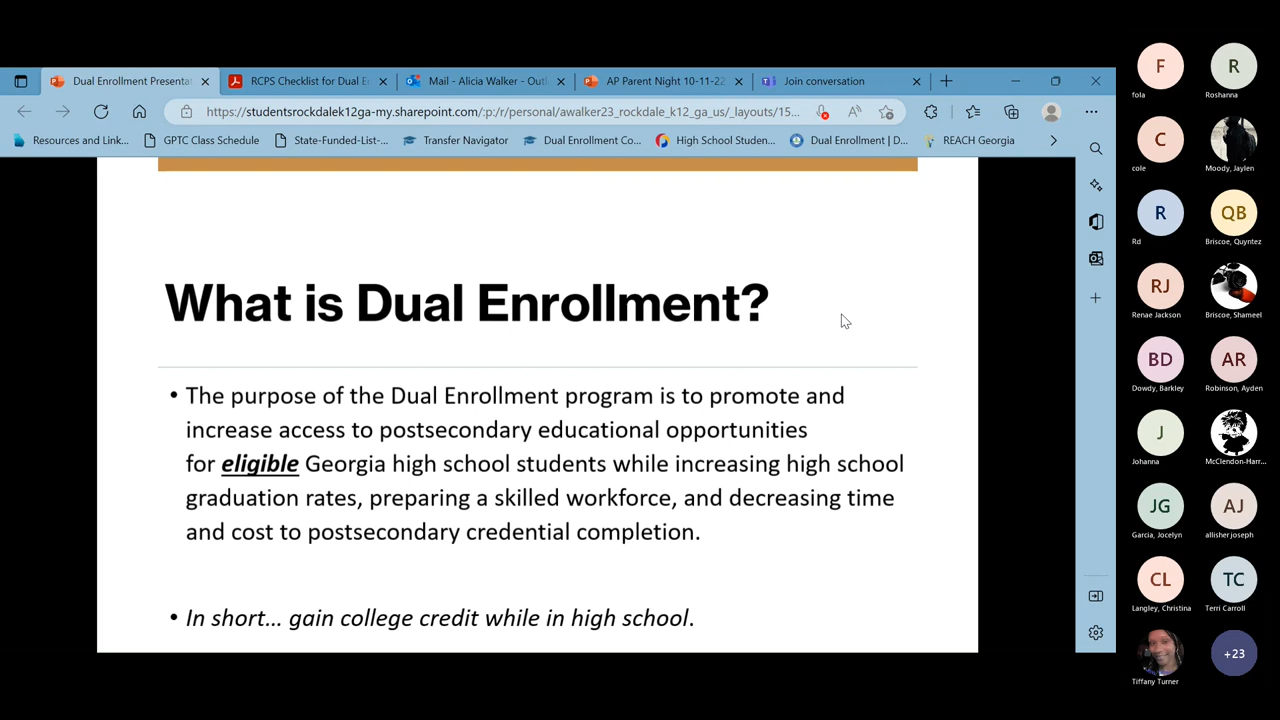 Dual Enrollment Presentat
RCPS Checklist for Dual E
Mail - Alicia Walker - Outl
AP Parent Night 10-11-22
Join conversation
https://studentsrockdalek12ga-my.sharepoint.com/:p:/r/personal/awalker23_rockdale_k12_ga_us/_layouts/15...
Resources and Link...
GPTC Class Schedule
State-Funded-List-...
Transfer Navigator
Dual Enrollment Co...
High School Studen...
Dual Enrollment | D...
REACH Georgia
What is Dual Enrollment?
• The purpose of the Dual Enrollment program is to promote and
increase access to postsecondary educational opportunities
for eligible Georgia high school students while increasing high school
graduation rates, preparing a skilled workforce, and decreasing time
and cost to postsecondary credential completion.
• In short... gain college credit while in high school.
F
fola
R
Roshanna
C
cole
Moody, Jaylen
R
Rd
QB
Briscoe, Quyntez
RJ
Renae Jackson
Briscoe, Shameel
BD
Dowdy, Barkley
AR
Robinson, Ayden
J
Johanna
McClendon-Harr...
JG
Garcia, Jocelyn
AJ
allisher joseph
CL
Langley, Christina
TC
Terri Carroll
Tiffany Turner
+23